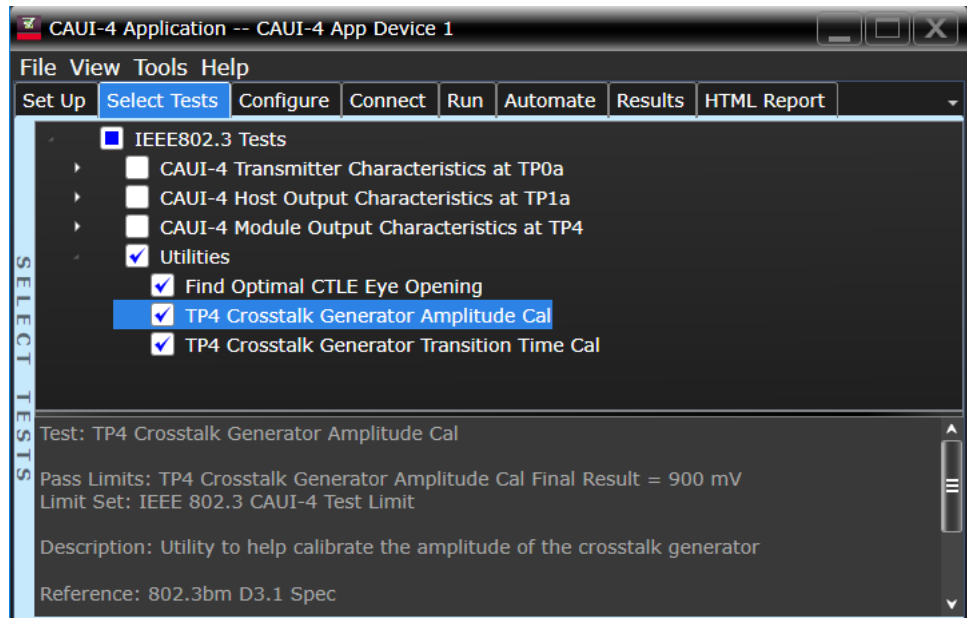 CAUI-4 Application -- CAUI-4 App Device 1
File View Tools Help
Set Up Select Tests Configure Connect Run Automate Results HTML Report
IEEE802.3 Tests
CAUI-4 Transmitter Characteristics at TP0a
CAUI-4 Host Output Characteristics at TP1a
CAUI-4 Module Output Characteristics at TP4
Utilities
Find Optimal CTLE Eye Opening
TP4 Crosstalk Generator Amplitude Cal
TP4 Crosstalk Generator Transition Time Cal
SELECT TESTS
Test: TP4 Crosstalk Generator Amplitude Cal
Pass Limits: TP4 Crosstalk Generator Amplitude Cal Final Result = 900 mV
Limit Set: IEEE 802.3 CAUI-4 Test Limit
Description: Utility to help calibrate the amplitude of the crosstalk generator
Reference: 802.3bm D3.1 Spec